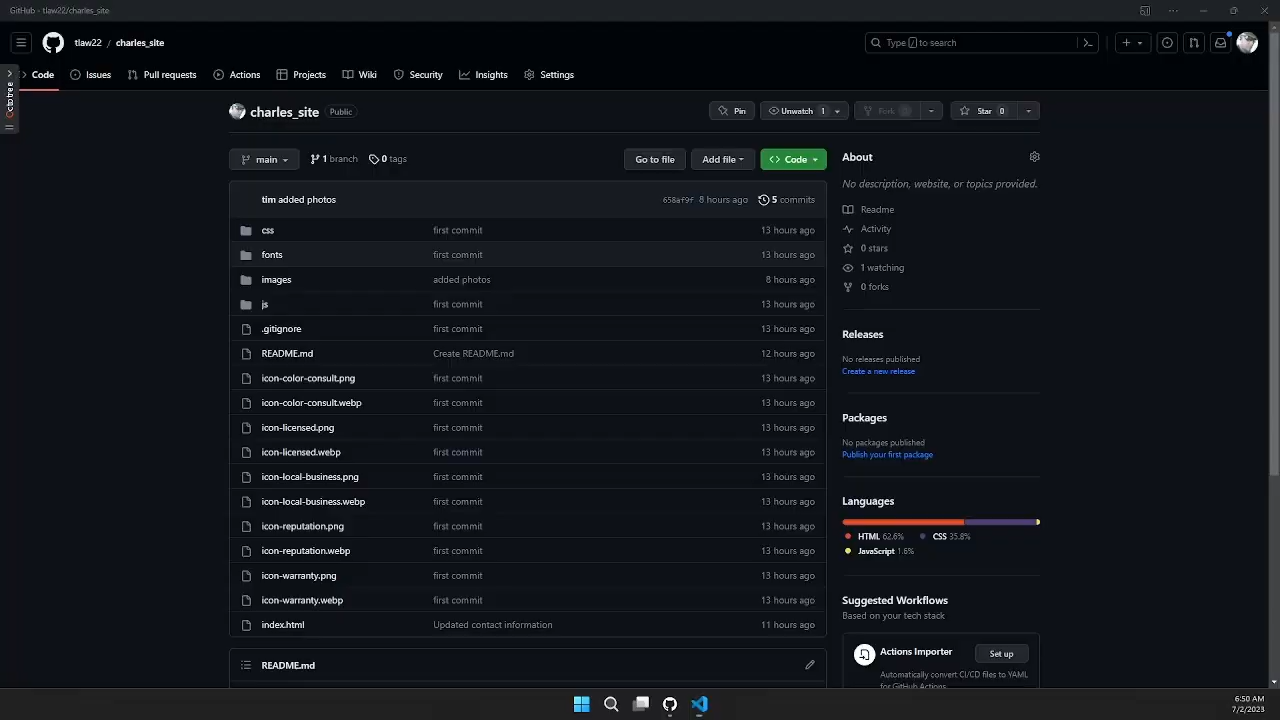 GitHub - tlaw22/charles_site
tlaw22 / charles_site
Type / to search
Code Issues Pull requests Actions Projects Wiki Security Insights Settings
Octotree
charles_site Public
Pin Unwatch 1 Fork Star 0
main 1 branch 0 tags Go to file Add file Code
tim added photos 658af9f 8 hours ago 5 commits
css first commit 13 hours ago
fonts first commit 13 hours ago
images added photos 8 hours ago
js first commit 13 hours ago
.gitignore first commit 13 hours ago
README.md Create README.md 12 hours ago
icon-color-consult.png first commit 13 hours ago
icon-color-consult.webp first commit 13 hours ago
icon-licensed.png first commit 13 hours ago
icon-licensed.webp first commit 13 hours ago
icon-local-business.png first commit 13 hours ago
icon-local-business.webp first commit 13 hours ago
icon-reputation.png first commit 13 hours ago
icon-reputation.webp first commit 13 hours ago
icon-warranty.png first commit 13 hours ago
icon-warranty.webp first commit 13 hours ago
index.html Updated contact information 11 hours ago
README.md
About
No description, website, or topics provided.
Readme
Activity
0 stars
1 watching
0 forks
Releases
No releases published
Create a new release
Packages
No packages published
Publish your first package
Languages
HTML 62.6% CSS 35.8%
JavaScript 1.6%
Suggested Workflows
Based on your tech stack
Actions Importer Set up
Automatically convert CI/CD files to YAML
for GitHub Actions.
6:50 AM
7/2/2023